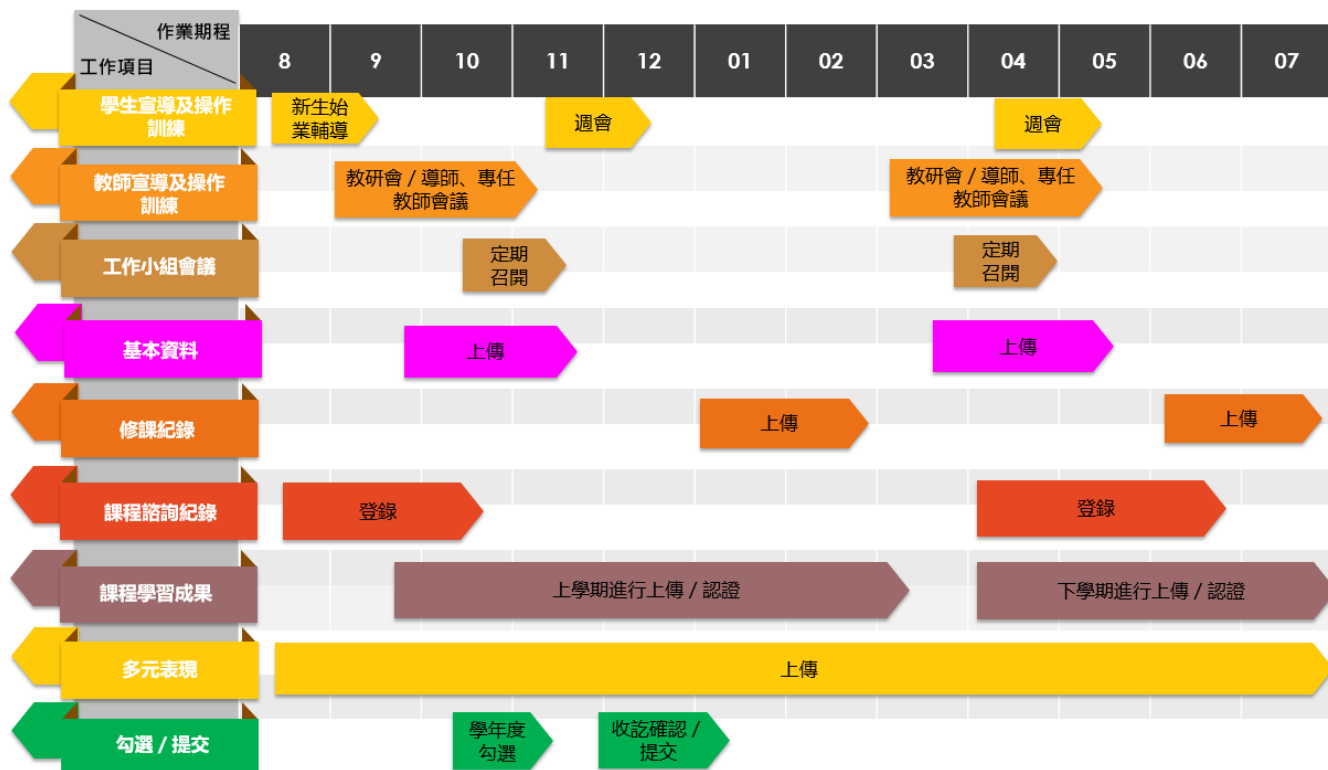 作業期程
工作項目
8 9 10 11 12 01 02 03 04 05 06 07
學生宣導及操作
訓練
新生始
業輔導
週會
週會
教師宣導及操作
訓練
教研會 / 導師、專任
教師會議
教研會 / 導師、專任
教師會議
工作小組會議
定期
召開
定期
召開
基本資料
上傳
上傳
修課紀錄
上傳
上傳
課程諮詢紀錄
登錄
登錄
課程學習成果
上學期進行上傳 / 認證
下學期進行上傳 / 認證
多元表現
上傳
勾選 / 提交
學年度
勾選
收訖確認 /
提交